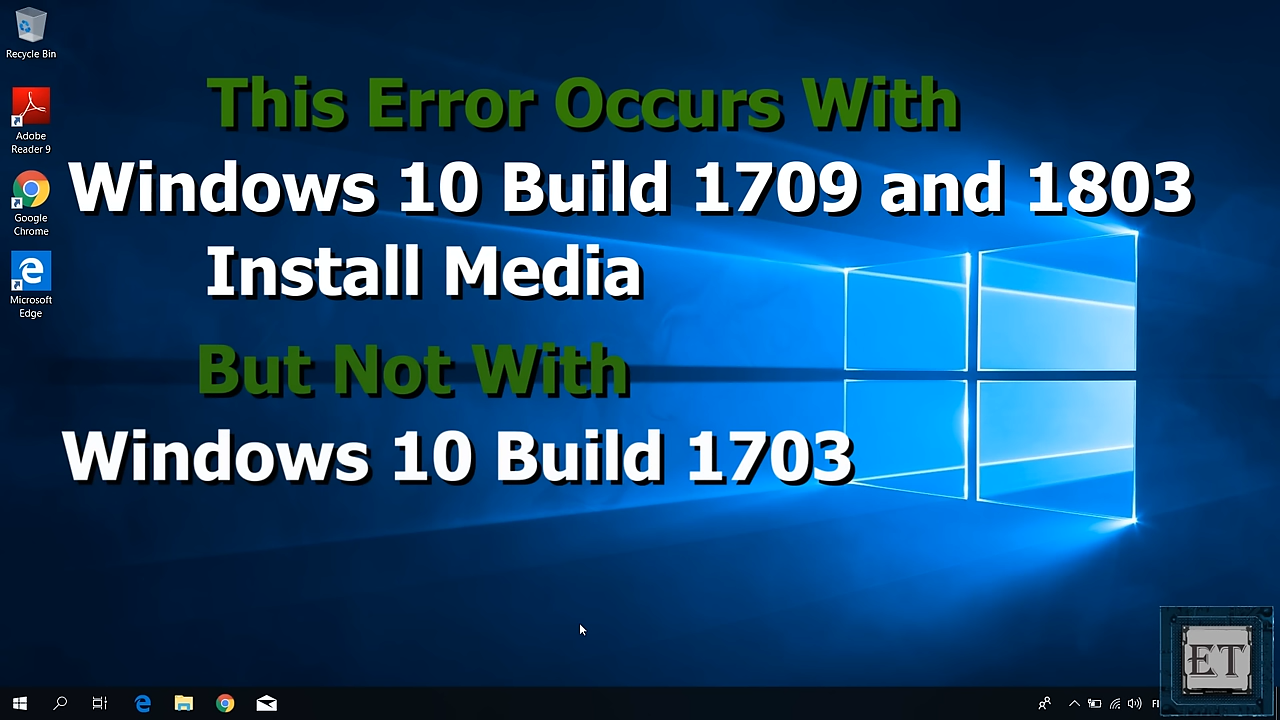 Recycle Bin
Adobe
Reader 9
Google
Chrome
Microsoft
Edge
This Error Occurs With
Windows 10 Build 1709 and 1803
Install Media
But Not With
Windows 10 Build 1703
ET